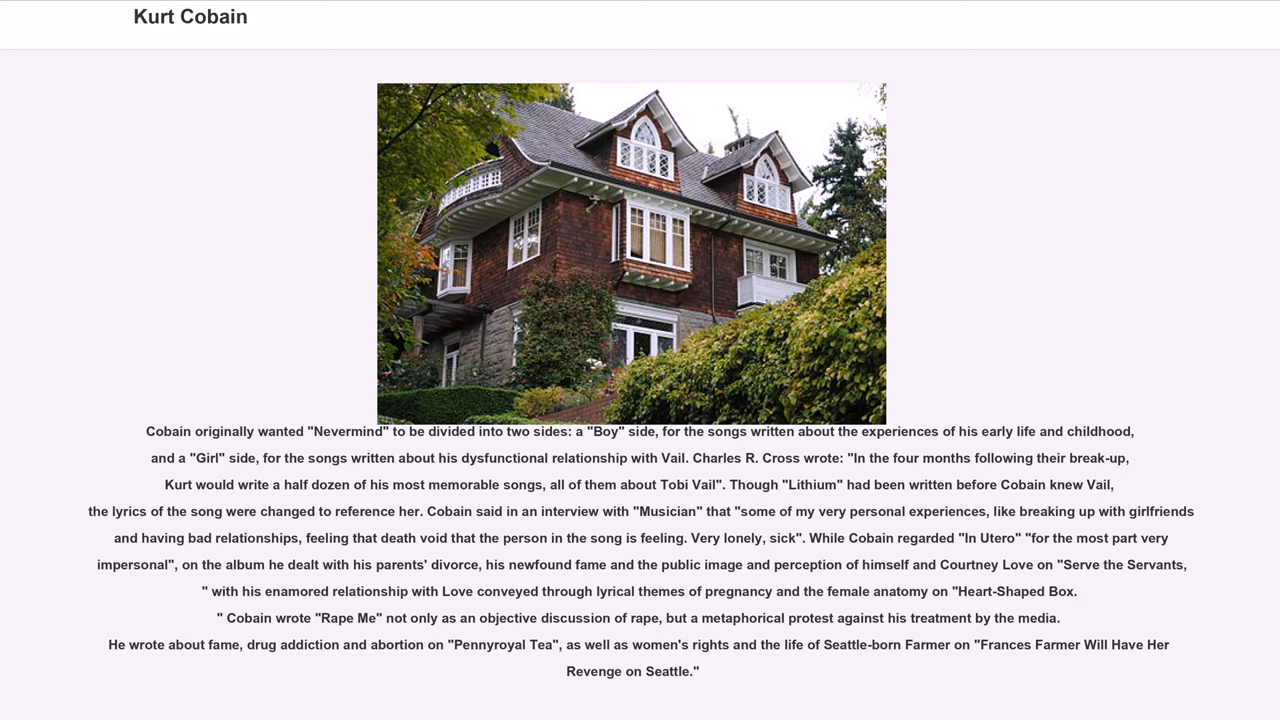 Kurt Cobain
Cobain originally wanted "Nevermind" to be divided into two sides: a "Boy" side, for the songs written about the experiences of his early life and childhood,
and a "Girl" side, for the songs written about his dysfunctional relationship with Vail. Charles R. Cross wrote: "In the four months following their break-up,
Kurt would write a half dozen of his most memorable songs, all of them about Tobi Vail". Though "Lithium" had been written before Cobain knew Vail,
the lyrics of the song were changed to reference her. Cobain said in an interview with "Musician" that "some of my very personal experiences, like breaking up with girlfriends
and having bad relationships, feeling that death void that the person in the song is feeling. Very lonely, sick". While Cobain regarded "In Utero" "for the most part very
impersonal", on the album he dealt with his parents' divorce, his newfound fame and the public image and perception of himself and Courtney Love on "Serve the Servants,
" with his enamored relationship with Love conveyed through lyrical themes of pregnancy and the female anatomy on "Heart-Shaped Box.
" Cobain wrote "Rape Me" not only as an objective discussion of rape, but a metaphorical protest against his treatment by the media.
He wrote about fame, drug addiction and abortion on "Pennyroyal Tea", as well as women's rights and the life of Seattle-born Farmer on "Frances Farmer Will Have Her
Revenge on Seattle."